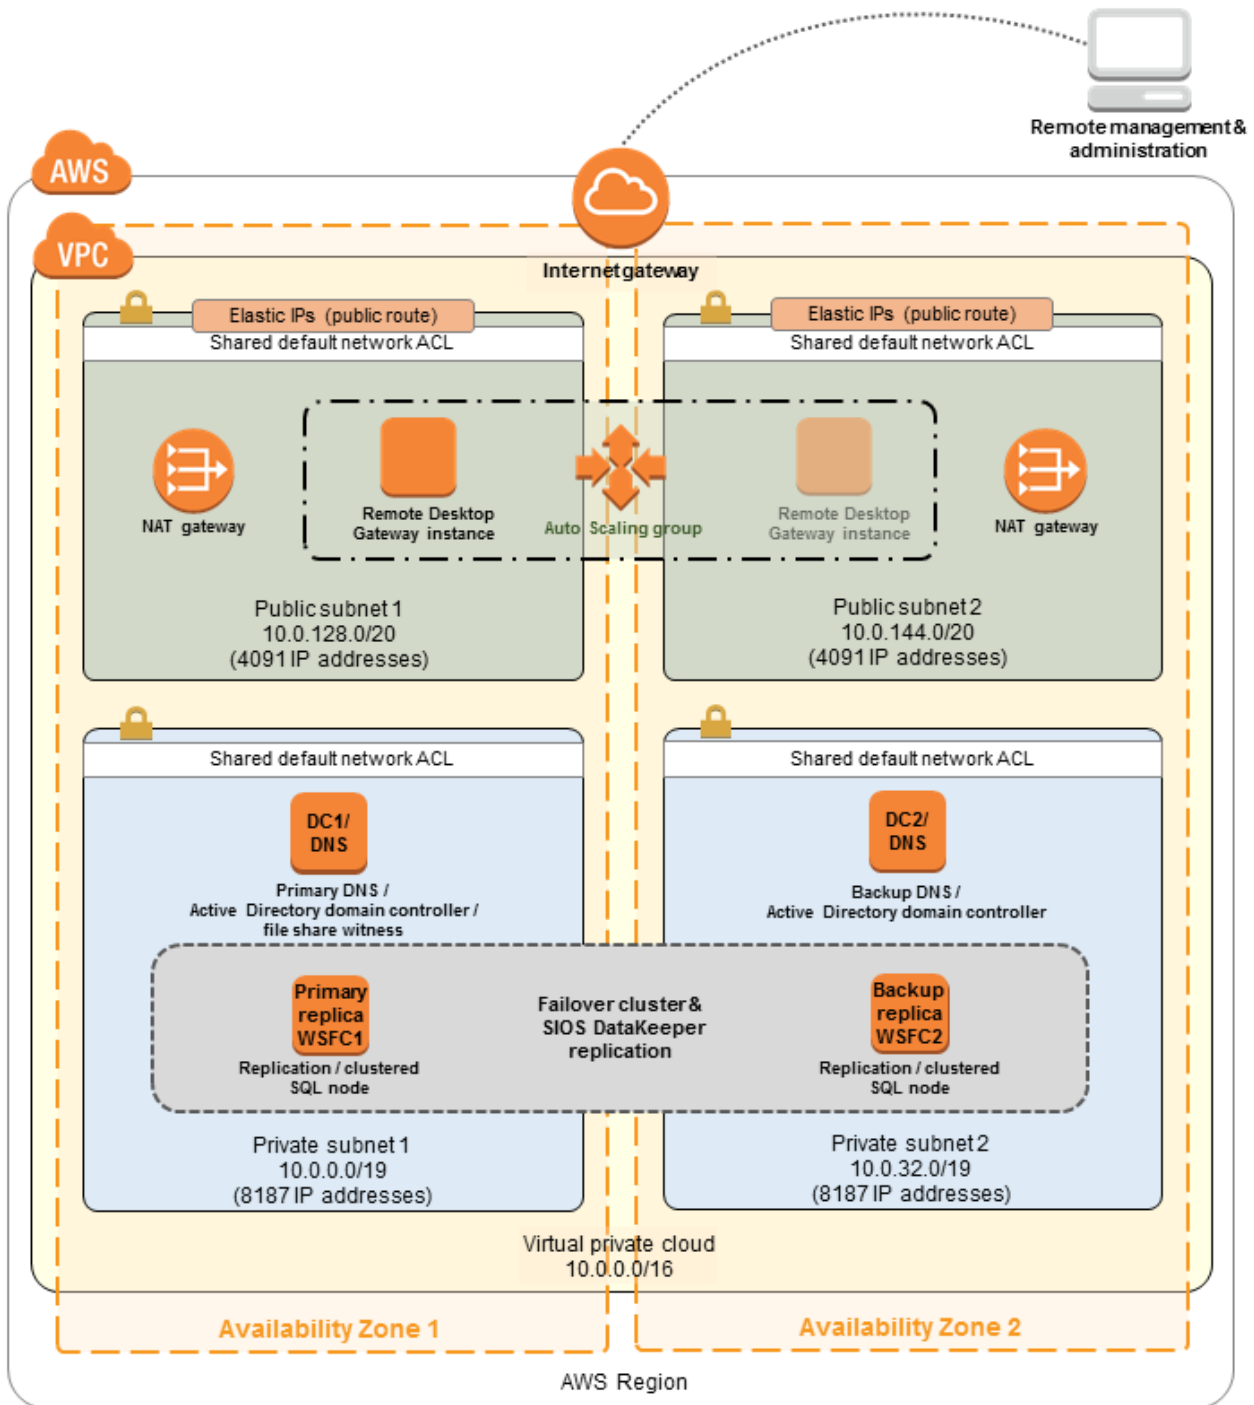 Remote management &
administration
AWS
VPC
Internet gateway
Elastic IPs (public route)
Shared default network ACL
Elastic IPs (public route)
Shared default network ACL
NAT gateway
Remote Desktop
Gateway instance
Auto Scaling group
Remote Desktop
Gateway instance
NAT gateway
Public subnet 1
10.0.128.0/20
(4091 IP addresses)
Public subnet 2
10.0.144.0/20
(4091 IP addresses)
Shared default network ACL
Shared default network ACL
DC1/
DNS
Primary DNS /
Active Directory domain controller /
file share witness
DC2/
DNS
Backup DNS /
Active Directory domain controller
Primary
replica
WSFC1
Replication / clustered
SQL node
Failover cluster &
SIOS DataKeeper
replication
Backup
replica
WSFC2
Replication / clustered
SQL node
Private subnet 1
10.0.0.0/19
(8187 IP addresses)
Private subnet 2
10.0.32.0/19
(8187 IP addresses)
Virtual private cloud
10.0.0.0/16
Availability Zone 1
Availability Zone 2
AWS Region